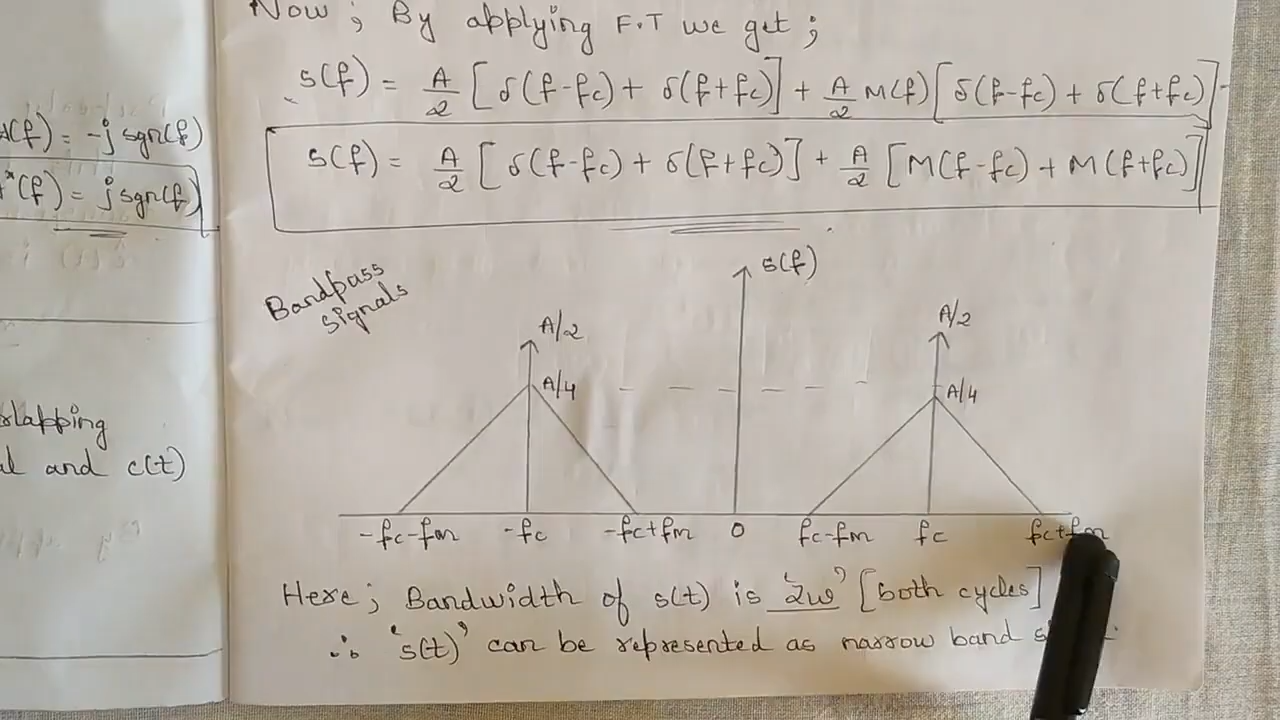 Now ; By applying F.T we get ;
s(f) = A/2 [ δ(f-fc) + δ(f+fc) ] + A/2 M(f) [ δ(f-fc) + δ(f+fc) ]
s(f) = A/2 [ δ(f-fc) + δ(f+fc) ] + A/2 [ M(f-fc) + M(f+fc) ]
(f) = -j sgn(f)
*(f) = j sgn(f)
Bandpass
signals
s(f)
A/2
A/2
A/4
A/4
-fc-fm -fc -fc+fm 0 fc-fm fc fc+fm
and c(t)
Here ; Bandwidth of s(t) is '2w' [both cycles]
∴ 's(t)' can be represented as narrow band